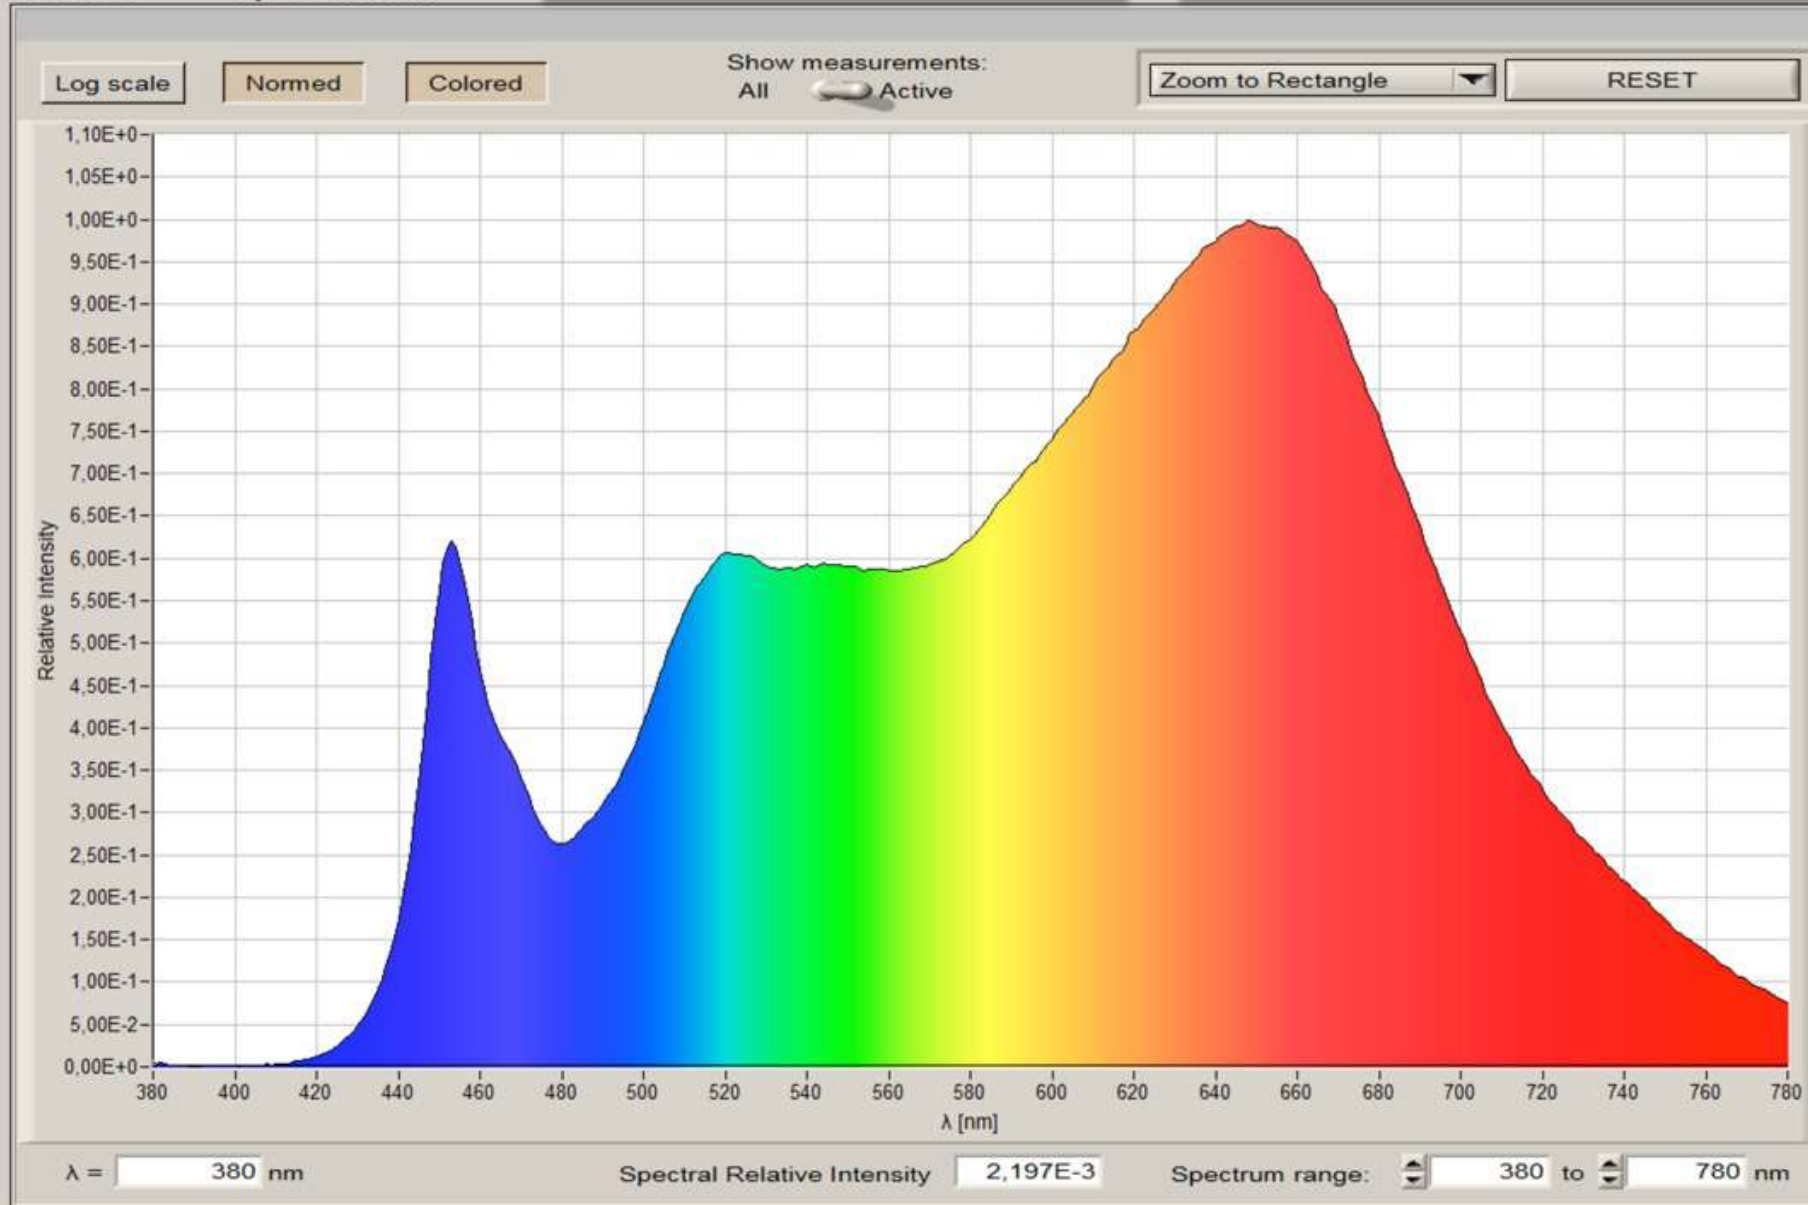 Show measurements:
Log scale Normed Colored All Active Zoom to Rectangle RESET
1,10E+0
1,05E+0
1,00E+0
9,50E-1
9,00E-1
8,50E-1
8,00E-1
7,50E-1
7,00E-1
6,50E-1
6,00E-1
5,50E-1
5,00E-1
4,50E-1
4,00E-1
3,50E-1
3,00E-1
2,50E-1
2,00E-1
1,50E-1
1,00E-1
5,00E-2
0,00E+0
Relative Intensity
380 400 420 440 460 480 500 520 540 560 580 600 620 640 660 680 700 720 740 760 780
λ [nm]
λ = 380 nm Spectral Relative Intensity 2,197E-3 Spectrum range: 380 to 780 nm